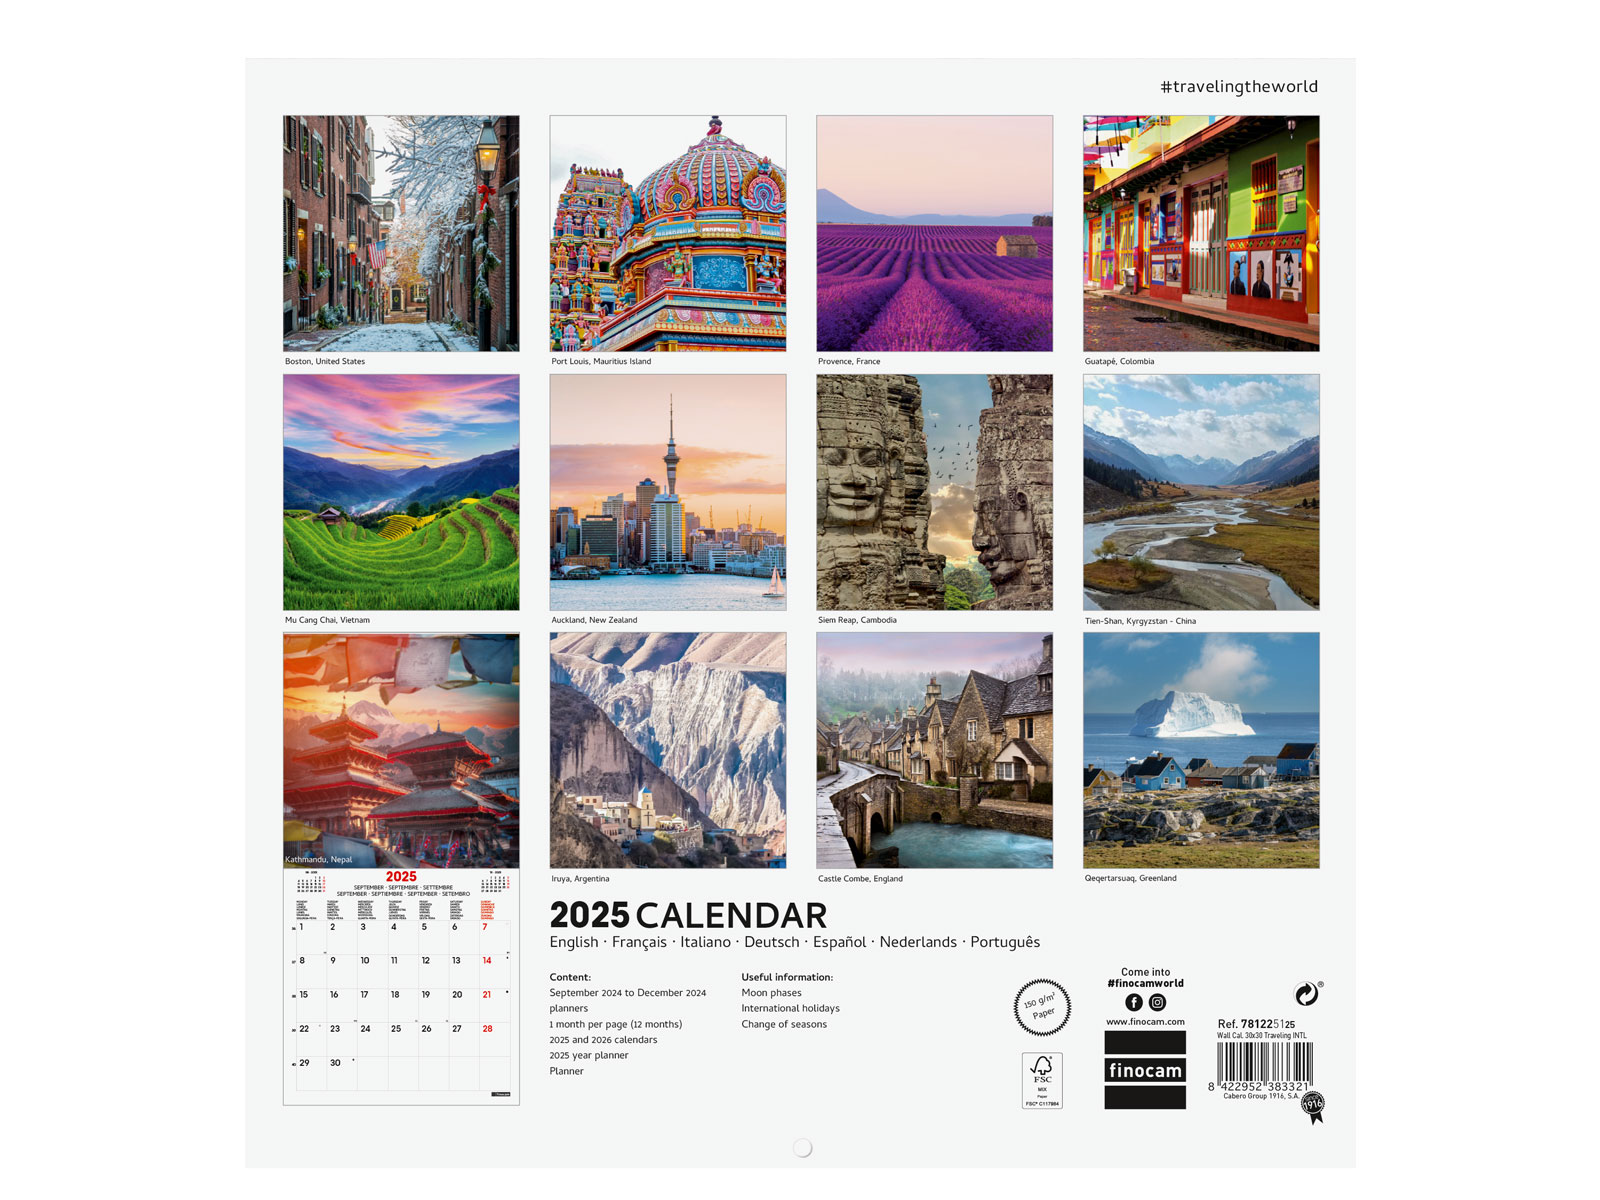 #travelingtheworld
Boston, United States
Port Louis, Mauritius Island
Provence, France
Guatapé, Colombia
Mu Cang Chai, Vietnam
Auckland, New Zealand
Siem Reap, Cambodia
Tien-Shan, Kyrgyzstan - China
Kathmandu, Nepal
Iruya, Argentina
Castle Combe, England
Qeqertarsuaq, Greenland
2025
SEPTEMBER · SEPTEMBRE · SETTEMBRE
SEPTEMBER · SEPTIEMBRE · SEPTEMBER · SETEMBRO
1 2 3 4 5 6 7
8 9 10 11 12 13 14
15 16 17 18 19 20 21
22 23 24 25 26 27 28
29 30
finocam
2025 CALENDAR
English · Français · Italiano · Deutsch · Español · Nederlands · Português
Content:
September 2024 to December 2024
planners
1 month per page (12 months)
2025 and 2026 calendars
2025 year planner
Planner
Useful information:
Moon phases
International holidays
Change of seasons
150 g/m²
Paper
FSC
MIX
Paper
FSC® C117884
Come into
#finocamworld
www.finocam.com
finocam
®
Ref. 781225125
Wall Cal. 30x30 Traveling INTL
8 422952 383321
Cabero Group 1916, S.A.
1916